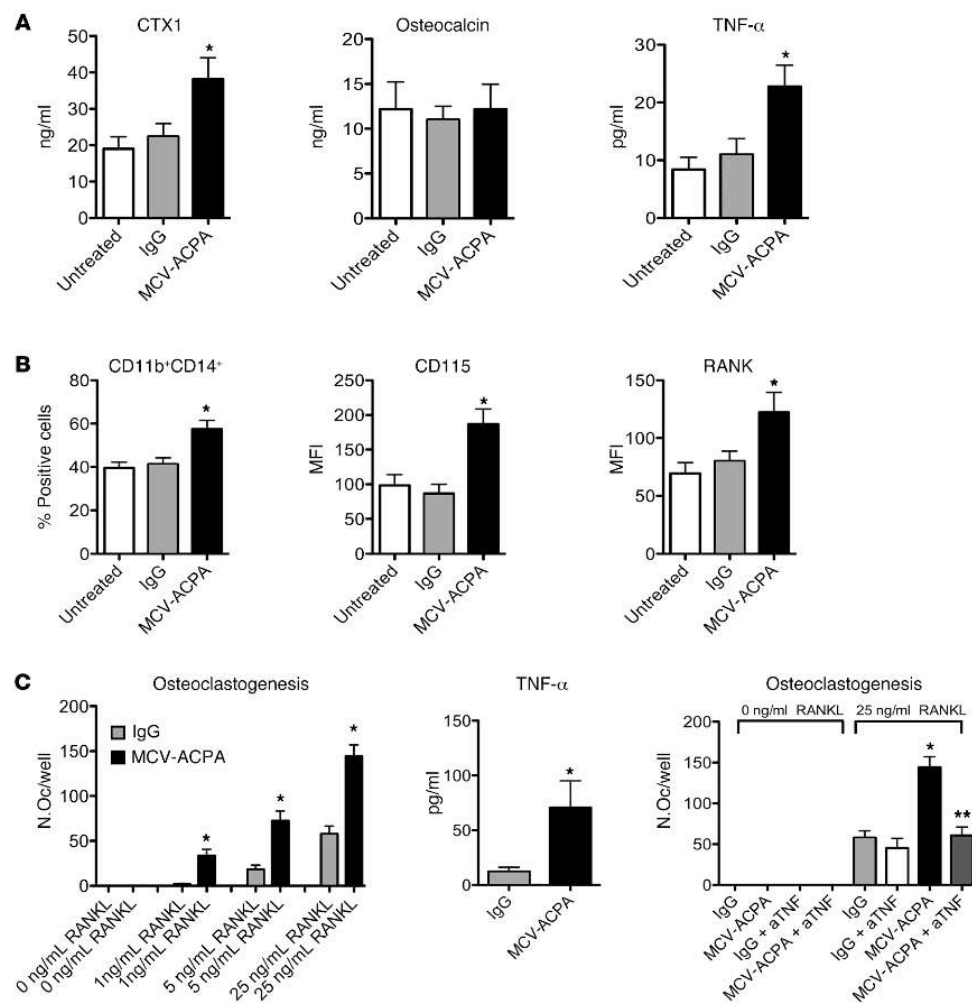 A
CTX1
ng/ml
50
40
30
20
10
0
*
Untreated
IgG
MCV-ACPA
Osteocalcin
ng/ml
20
15
10
5
0
Untreated
IgG
MCV-ACPA
TNF-α
pg/ml
30
20
10
0
*
Untreated
IgG
MCV-ACPA
B
CD11b⁺CD14⁺
% Positive cells
80
60
40
20
0
*
Untreated
IgG
MCV-ACPA
CD115
MFI
250
200
150
100
50
0
*
Untreated
IgG
MCV-ACPA
RANK
MFI
150
100
50
0
*
Untreated
IgG
MCV-ACPA
C
Osteoclastogenesis
N.Oc/well
200
150
100
50
0
IgG
MCV-ACPA
*
*
*
0 ng/mL RANKL
0 ng/mL RANKL
1ng/mL RANKL
1ng/mL RANKL
5 ng/mL RANKL
5 ng/mL RANKL
25 ng/mL RANKL
25 ng/mL RANKL
TNF-α
pg/ml
150
100
50
0
*
IgG
MCV-ACPA
Osteoclastogenesis
0 ng/ml RANKL
25 ng/ml RANKL
N.Oc/well
200
150
100
50
0
*
**
IgG
MCV-ACPA
IgG + aTNF
MCV-ACPA + aTNF
IgG
IgG + aTNF
MCV-ACPA
MCV-ACPA + aTNF